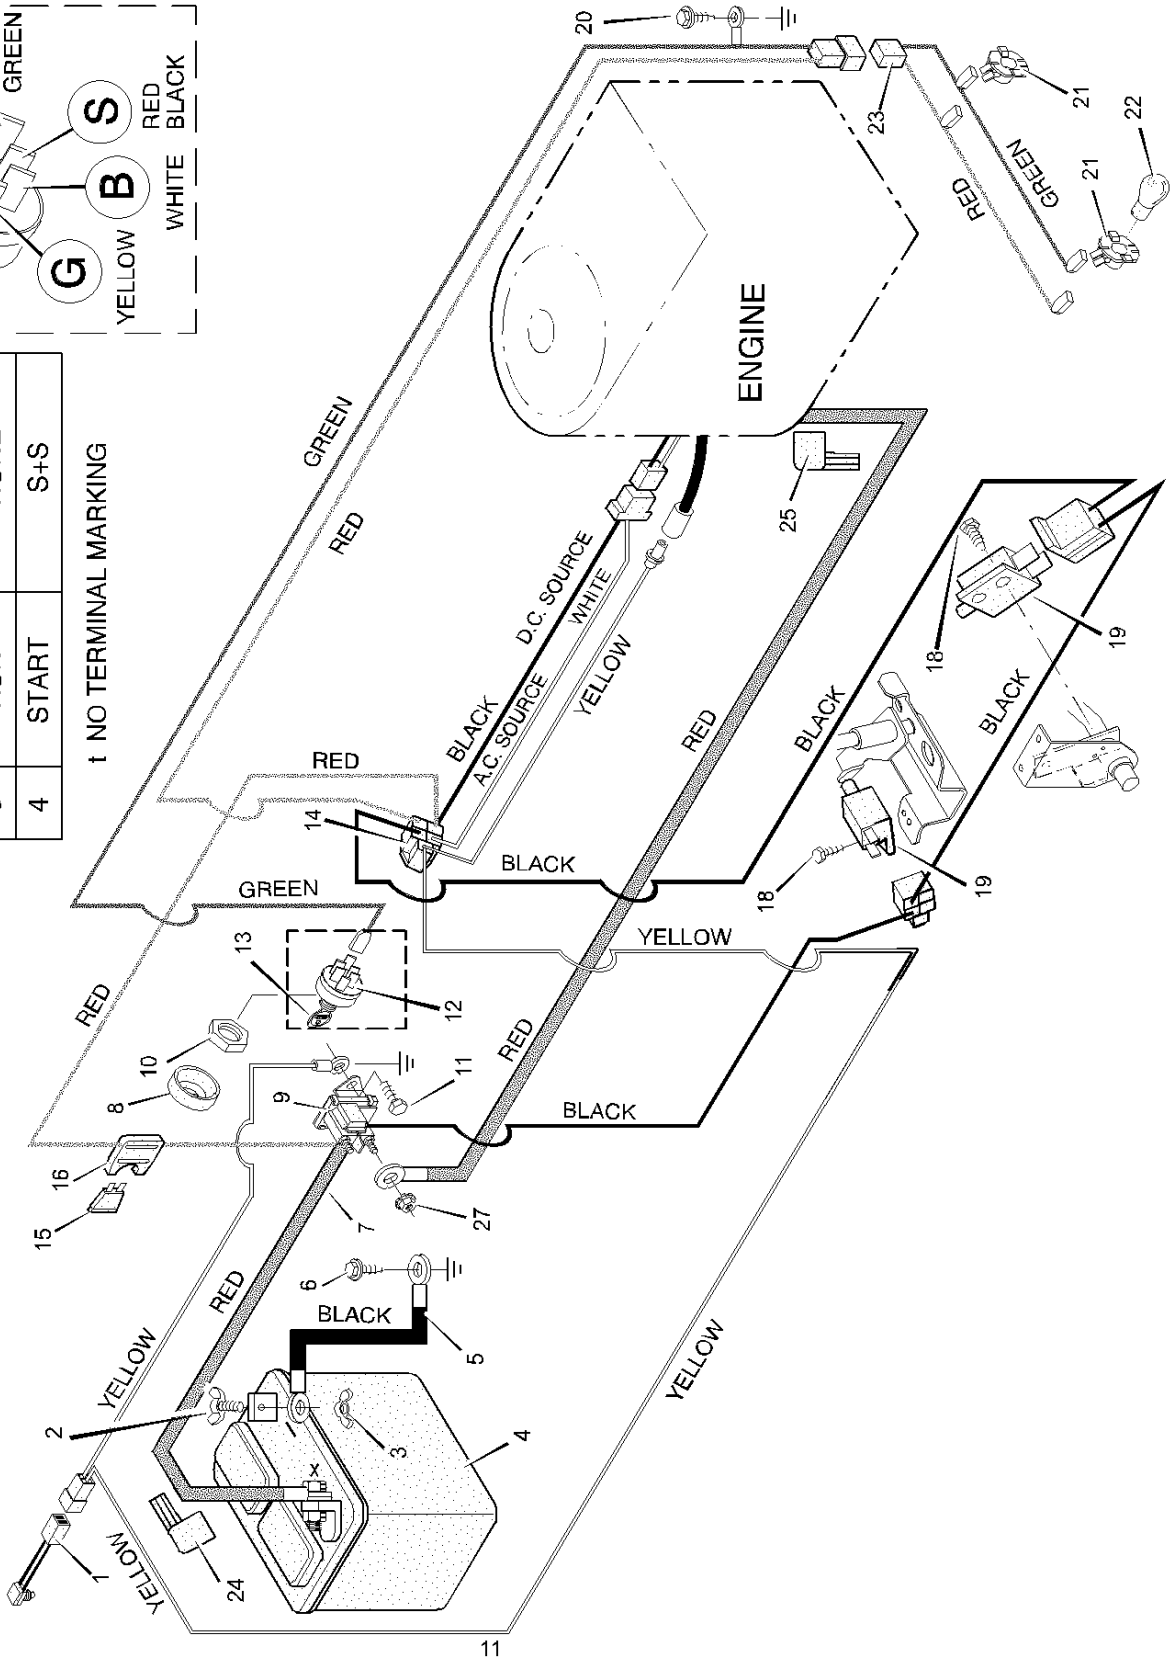 GREEN
S
RED
BLACK
B
WHITE
G
YELLOW
4 START S+S
t NO TERMINAL MARKING
20
23
21
22
21
RED
GREEN
ENGINE
25
GREEN
RED
D.C. SOURCE
WHITE
BLACK
A.C. SOURCE
YELLOW
RED
14
BLACK
RED
BLACK
18
19
BLACK
18
19
GREEN
13
12
YELLOW
RED
10
8
9
11
RED
BLACK
16
15
7
27
6
RED
BLACK
5
YELLOW
2
3
4
X
1
24
YELLOW
YELLOW
11